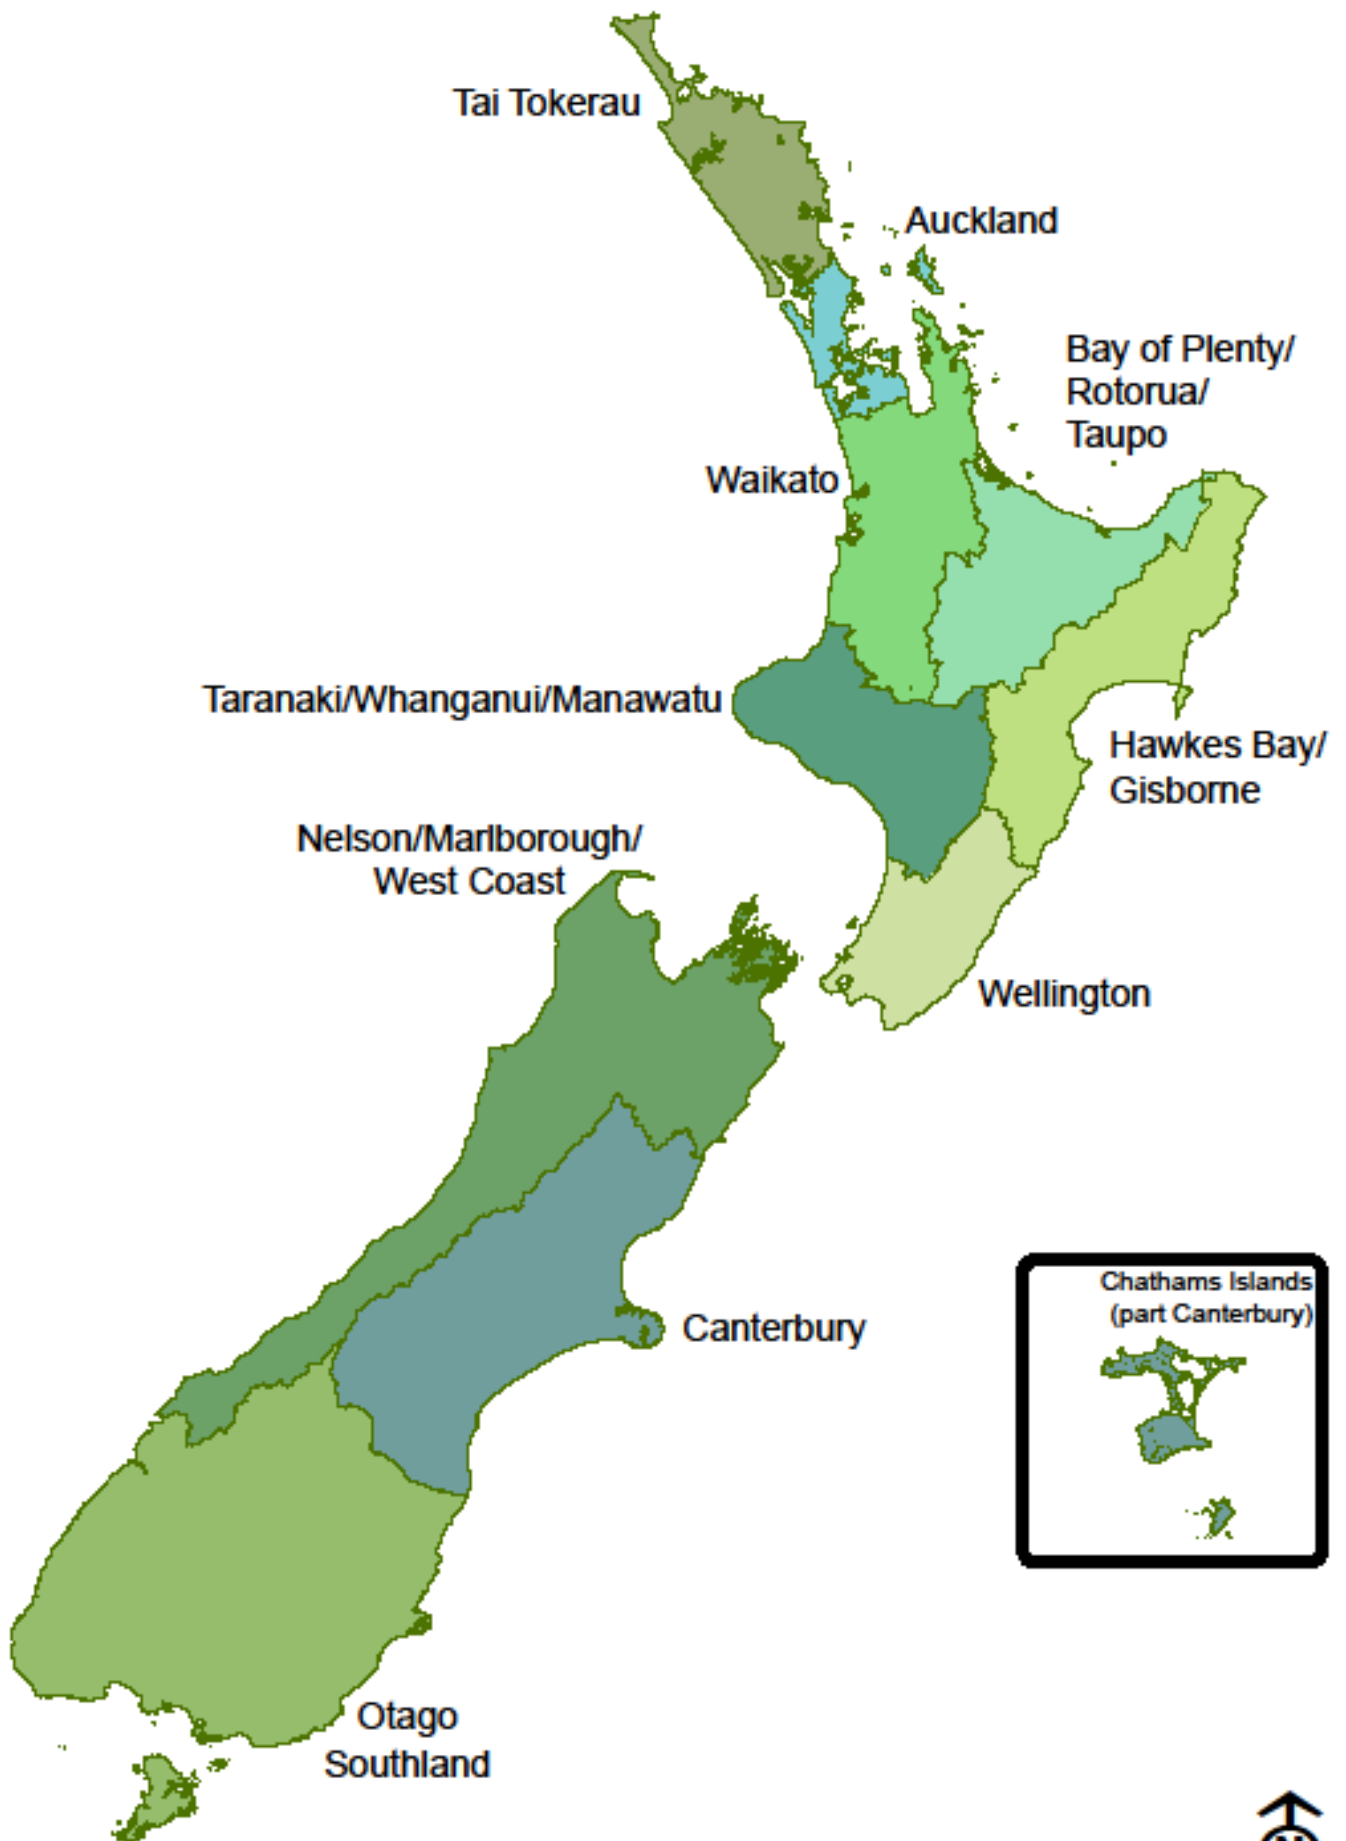 Tai Tokerau
Auckland
Bay of Plenty/
Rotorua/
Taupo
Waikato
Taranaki/Whanganui/Manawatu
Hawkes Bay/
Gisborne
Nelson/Marlborough/
West Coast
Wellington
Chathams Islands
(part Canterbury)
Canterbury
Otago
Southland
N